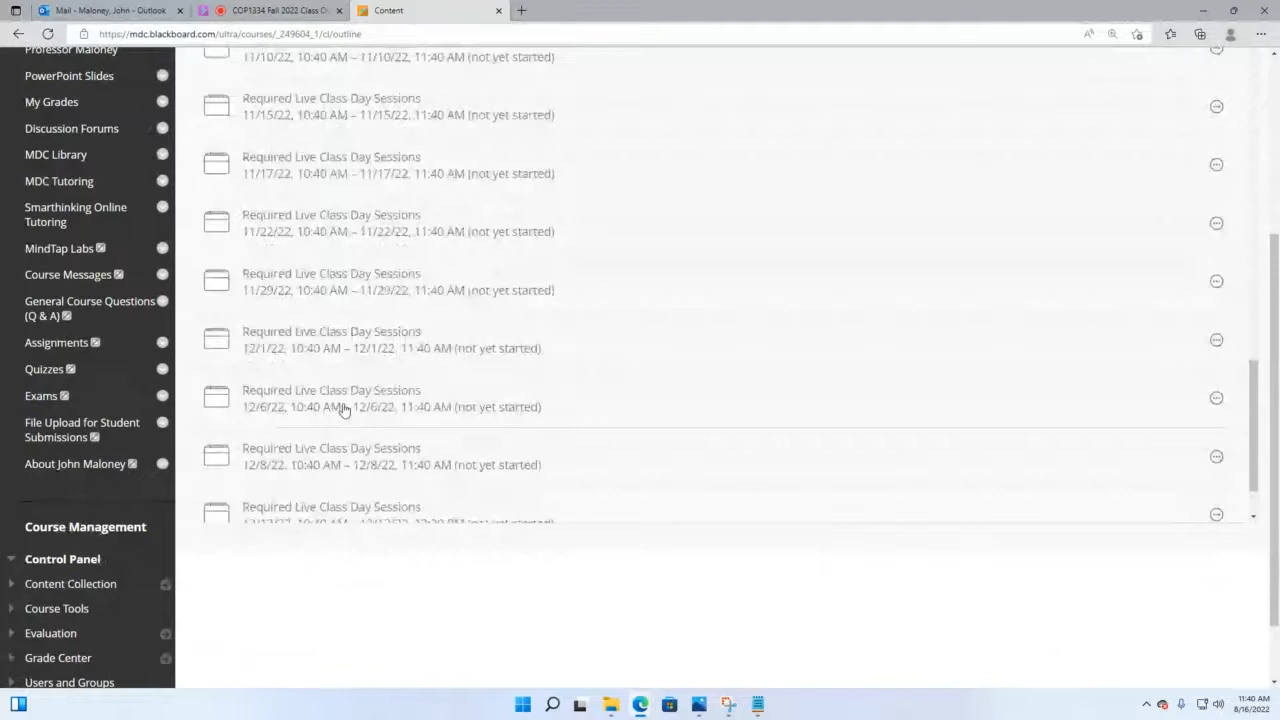 Mail - Maloney, John - Outlook
COP1334 Fall 2022 Class
Content
https://mdc.blackboard.com/ultra/courses/_249604_1/cl/outline
Professor Maloney
PowerPoint Slides
My Grades
Discussion Forums
MDC Library
MDC Tutoring
Smarthinking Online
Tutoring
MindTap Labs
Course Messages
General Course Questions
(Q & A)
Assignments
Quizzes
Exams
File Upload for Student
Submissions
About John Maloney
Course Management
Control Panel
Content Collection
Course Tools
Evaluation
Grade Center
Users and Groups
11/10/22, 10:40 AM – 11/10/22, 11:40 AM (not yet started)
Required Live Class Day Sessions
11/15/22, 10:40 AM – 11/15/22, 11:40 AM (not yet started)
Required Live Class Day Sessions
11/17/22, 10:40 AM – 11/17/22, 11:40 AM (not yet started)
Required Live Class Day Sessions
11/22/22, 10:40 AM – 11/22/22, 11:40 AM (not yet started)
Required Live Class Day Sessions
11/29/22, 10:40 AM – 11/29/22, 11:40 AM (not yet started)
Required Live Class Day Sessions
12/1/22, 10:40 AM – 12/1/22, 11:40 AM (not yet started)
Required Live Class Day Sessions
12/6/22, 10:40 AM – 12/6/22, 11:40 AM (not yet started)
Required Live Class Day Sessions
12/8/22, 10:40 AM – 12/8/22, 11:40 AM (not yet started)
Required Live Class Day Sessions
11:40 AM
8/16/2022